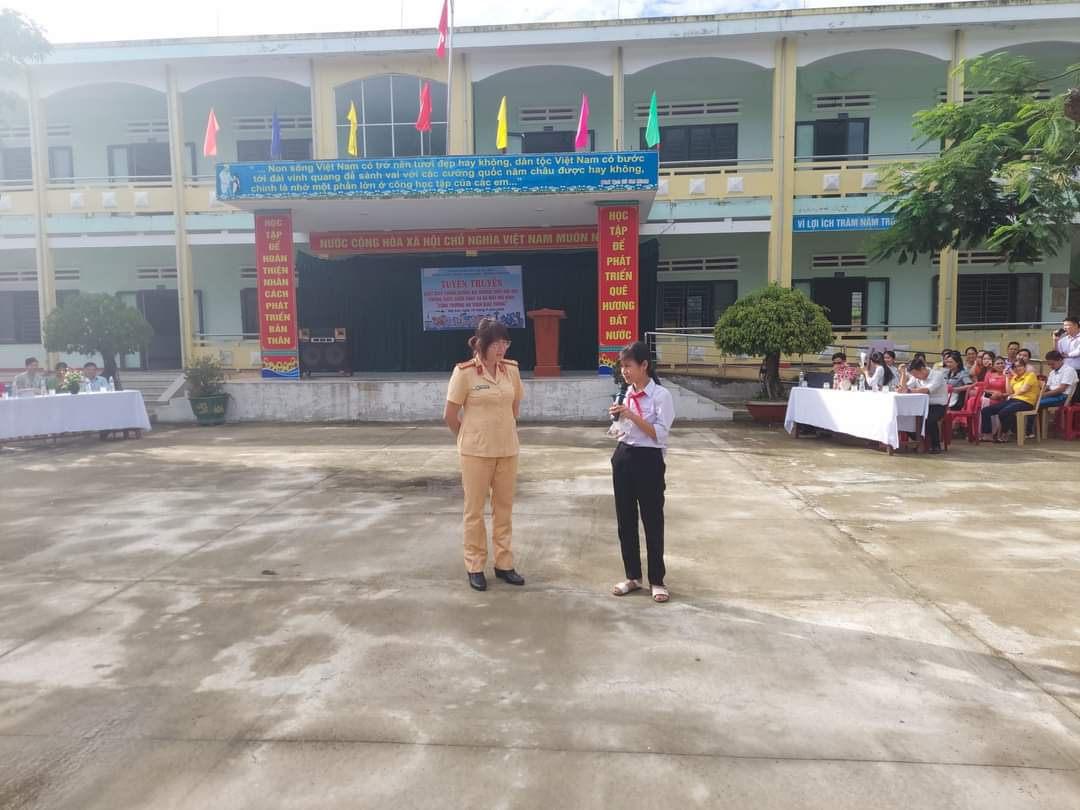 ... Non sông Việt Nam có trở nên tươi đẹp hay không, dân tộc Việt Nam có bước
tới đài vinh quang để sánh vai với các cường quốc năm châu được hay không,
chính là nhờ một phần lớn ở công học tập của các em...
VÌ LỢI ÍCH TRĂM NĂM TR
NƯỚC CỘNG HÒA XÃ HỘI CHỦ NGHĨA VIỆT NAM MUÔN N
HỌC
TẬP
ĐỂ
HOÀN
THIỆN
NHÂN
CÁCH
PHÁT
TRIỂN
BẢN
THÂN
TUYÊN TRUYỀN
HỌC
TẬP
ĐỂ
PHÁT
TRIỂN
QUÊ
HƯƠNG
ĐẤT
NƯỚC